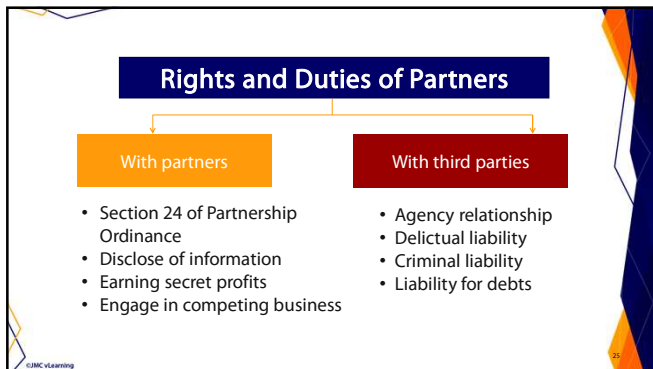 Rights and Duties of Partners
With partners
• Section 24 of Partnership
Ordinance
• Disclose of information
• Earning secret profits
• Engage in competing business
With third parties
• Agency relationship
• Delictual liability
• Criminal liability
• Liability for debts
25
©JMC vLearning